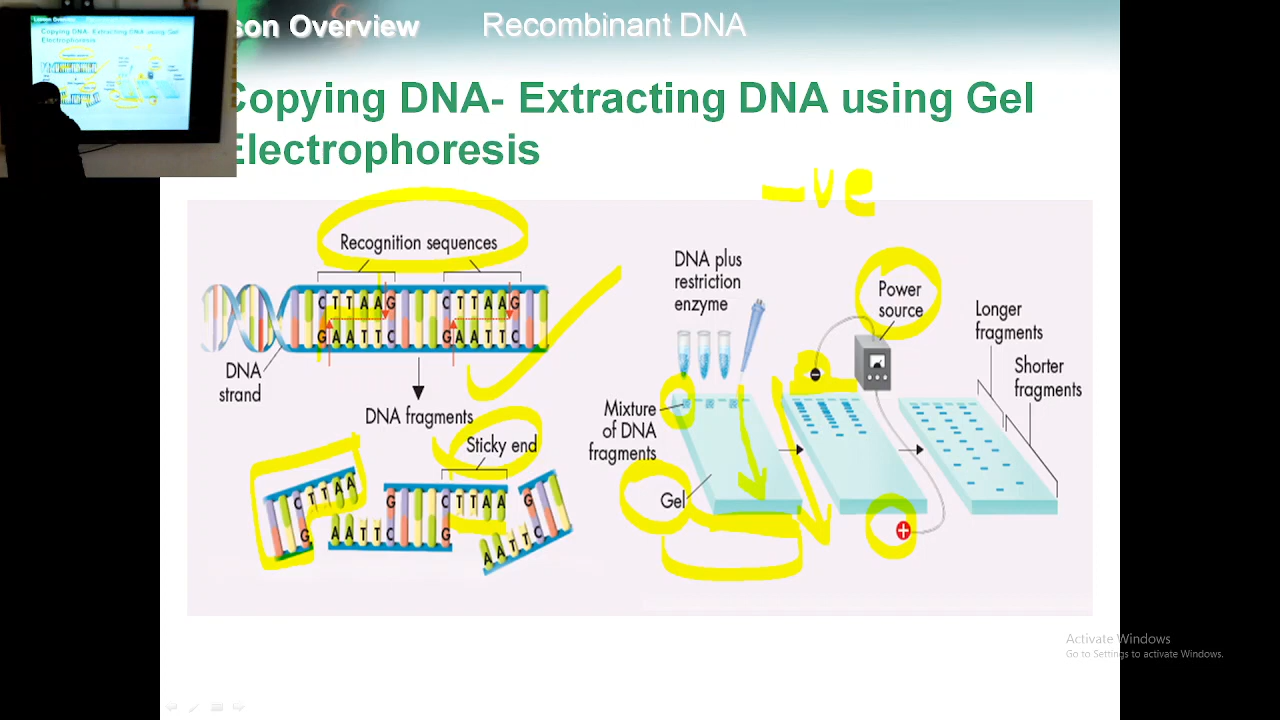 son Overview Recombinant DNA
Copying DNA- Extracting DNA using Gel
Electrophoresis
-ve
Recognition sequences
C T T A A G C T T A A G
G A A T T C G A A T T C
DNA
strand
DNA fragments
Sticky end
C T T A A
G
G C T T A A
A A T T C G
G
A A T T C
DNA plus
restriction
enzyme
Power
source
Longer
fragments
Shorter
fragments
Mixture
of DNA
fragments
Gel
Activate Windows
Go to Settings to activate Windows.